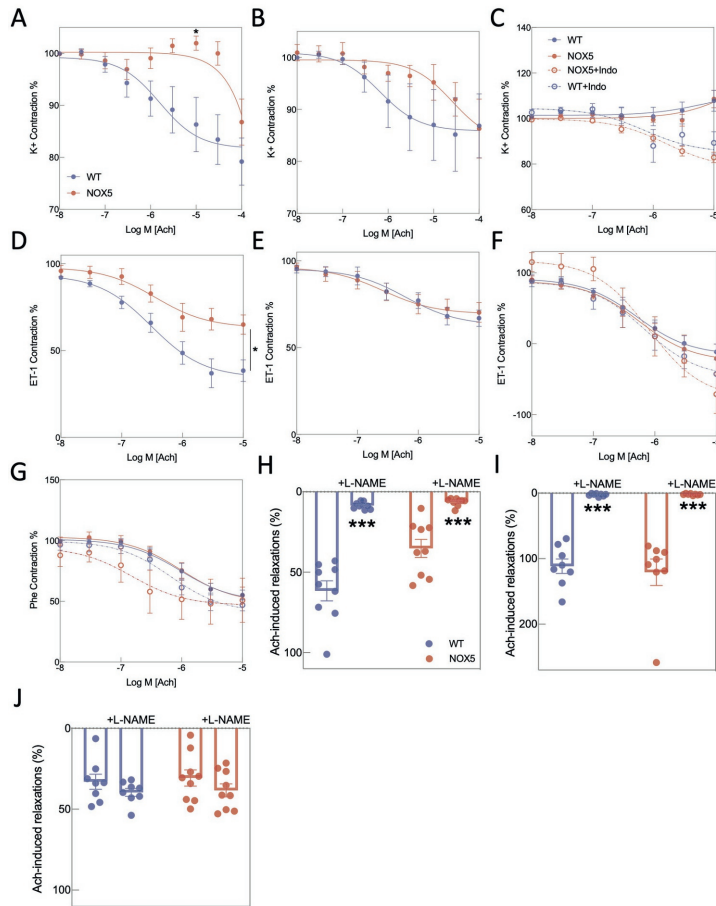 A
K+ Contraction %
100
90
80
70
*
WT
NOX5
-8
-7
-6
-5
-4
Log M [Ach]
B
K+ Contraction %
100
90
80
70
-8
-7
-6
-5
-4
Log M [Ach]
C
K+ Contraction %
140
120
100
80
60
WT
NOX5
NOX5+Indo
WT+Indo
-8
-7
-6
-5
Log M [Ach]
D
ET-1 Contraction %
100
50
0
*
-8
-7
-6
-5
Log M [Ach]
E
ET-1 Contraction %
100
50
0
-8
-7
-6
-5
Log M [Ach]
F
ET-1 Contraction %
100
0
-100
-8
-7
-6
-5
Log M [Ach]
G
Phe Contraction %
150
100
50
0
-8
-7
-6
-5
Log M [Ach]
H
Ach-induced relaxations (%)
0
50
100
+L-NAME
+L-NAME
***
***
WT
NOX5
I
Ach-induced relaxations (%)
0
100
200
+L-NAME
+L-NAME
***
***
J
Ach-induced relaxations (%)
0
50
100
+L-NAME
+L-NAME